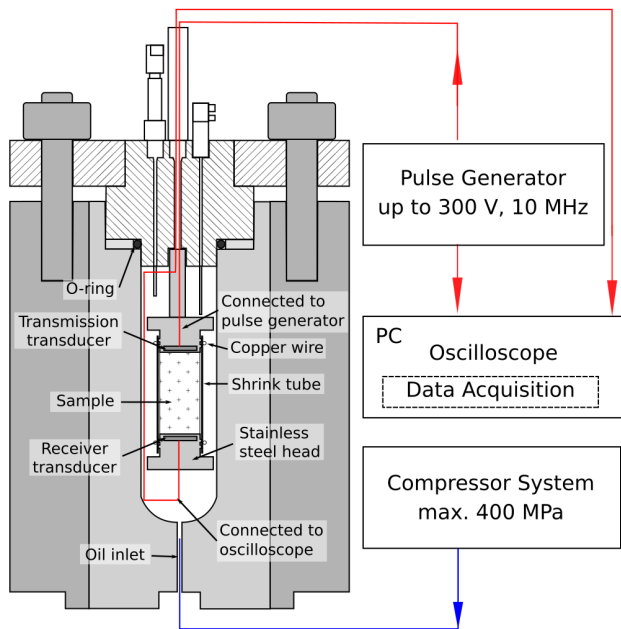 Pulse Generator
up to 300 V, 10 MHz
O-ring
Connected to
pulse generator
Transmission
transducer
Copper wire
Shrink tube
Sample
Receiver
transducer
Stainless
steel head
Connected to
oscilloscope
Oil inlet
PC
Oscilloscope
Data Acquisition
Compressor System
max. 400 MPa